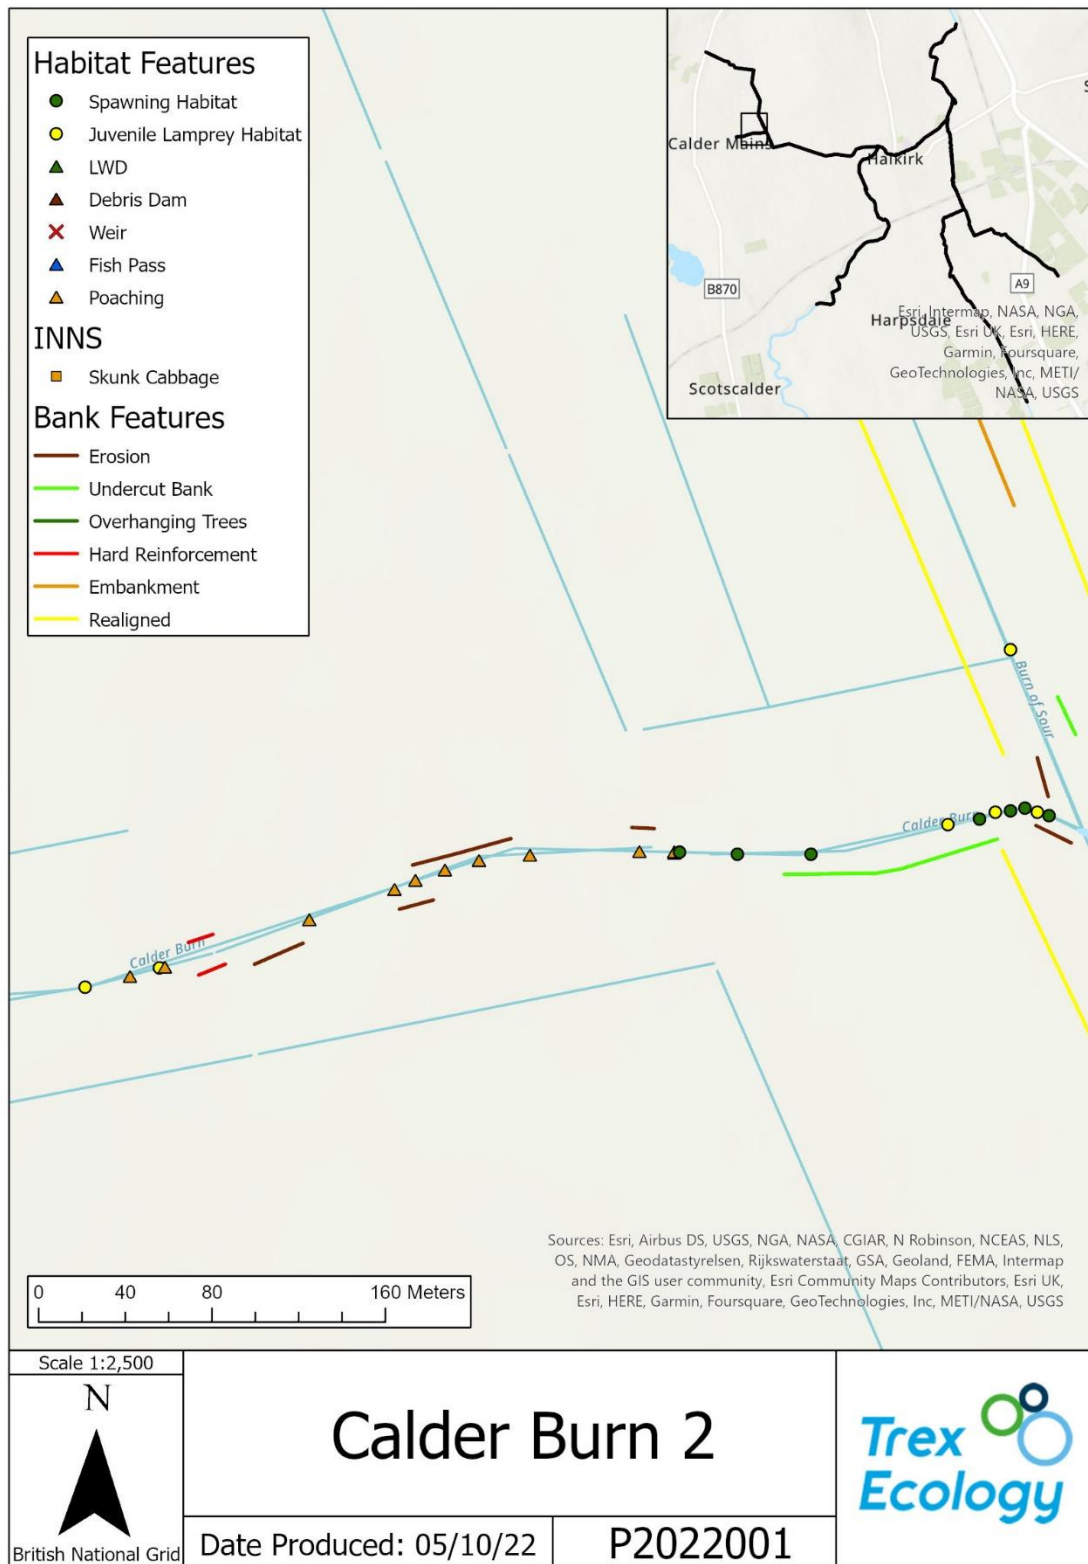 Habitat Features
Spawning Habitat
Juvenile Lamprey Habitat
LWD
Debris Dam
Weir
Fish Pass
Poaching
INNS
Skunk Cabbage
Bank Features
Erosion
Undercut Bank
Overhanging Trees
Hard Reinforcement
Embankment
Realigned
Calder Mains
Halkirk
B870
A9
Harpsdale
Scotscalder
S
Esri, Intermap, NASA, NGA,
USGS, Esri UK, Esri, HERE,
Garmin, Foursquare,
GeoTechnologies, Inc, METI/
NASA, USGS
Burn of Sour
Calder Burn
Calder Burn
Sources: Esri, Airbus DS, USGS, NGA, NASA, CGIAR, N Robinson, NCEAS, NLS,
OS, NMA, Geodatastyrelsen, Rijkswaterstaat, GSA, Geoland, FEMA, Intermap
and the GIS user community, Esri Community Maps Contributors, Esri UK,
Esri, HERE, Garmin, Foursquare, GeoTechnologies, Inc, METI/NASA, USGS
0 40 80 160 Meters
Scale 1:2,500
N
British National Grid
Calder Burn 2
Date Produced: 05/10/22
P2022001
Trex
Ecology